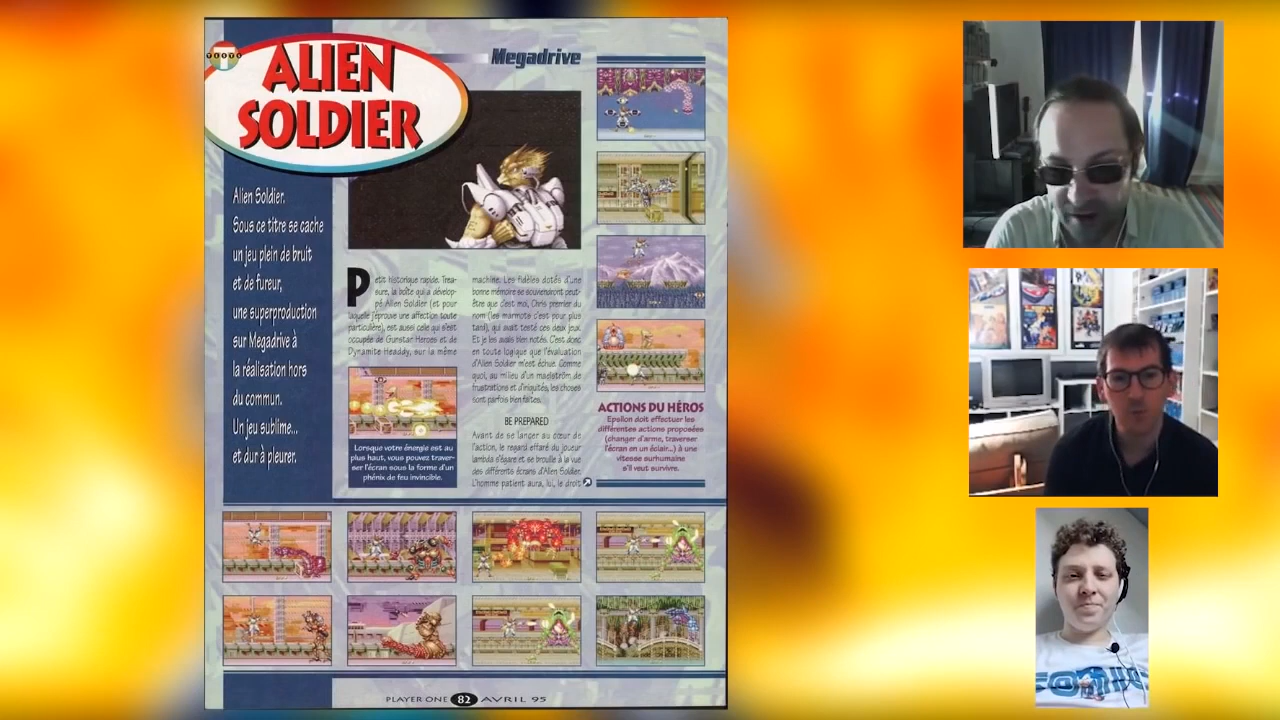 TESTS
ALIEN
SOLDIER
Megadrive
Alien Soldier.
Sous ce titre se cache
un jeu plein de bruit
et de fureur,
une superproduction
sur Megadrive à
la réalisation hors
du commun.
Un jeu sublime...
et dur à pleurer.
Petit historique rapide. Trea-
sure, la boîte qui a dévelop-
pé Alien Soldier (et pour
laquelle j'éprouve une affection toute
particulière), est aussi celle qui s'est
occupée de Gunstar Heroes et de
Dynamite Headdy, sur la même
Lorsque votre énergie est au
plus haut, vous pouvez traver-
ser l'écran sous la forme d'un
phénix de feu invincible.
machine. Les fidèles dotés d'une
bonne mémoire se souviendront peut-
être que c'est moi, Chris premier du
nom (les marmots c'est pour plus
tard), qui avait testé ces deux jeux.
Et je les avais bien notés. C'est donc
en toute logique que l'évaluation
d'Alien Soldier m'est échue. Comme
quoi, au milieu d'un maelström de
frustrations et d'iniquités, les choses
sont parfois bien faites.
BE PREPARED
Avant de se lancer au cœur de
l'action, le regard effaré du joueur
lambda s'égare et se brouille à la vue
des différents écrans d'Alien Soldier.
L'homme patient aura, lui, le droit
ACTIONS DU HÉROS
Epsilon doit effectuer les
différentes actions proposées
(changer d'arme, traverser
l'écran en un éclair...) à une
vitesse surhumaine
s'il veut survivre.
PLAYER ONE 82 AVRIL 95